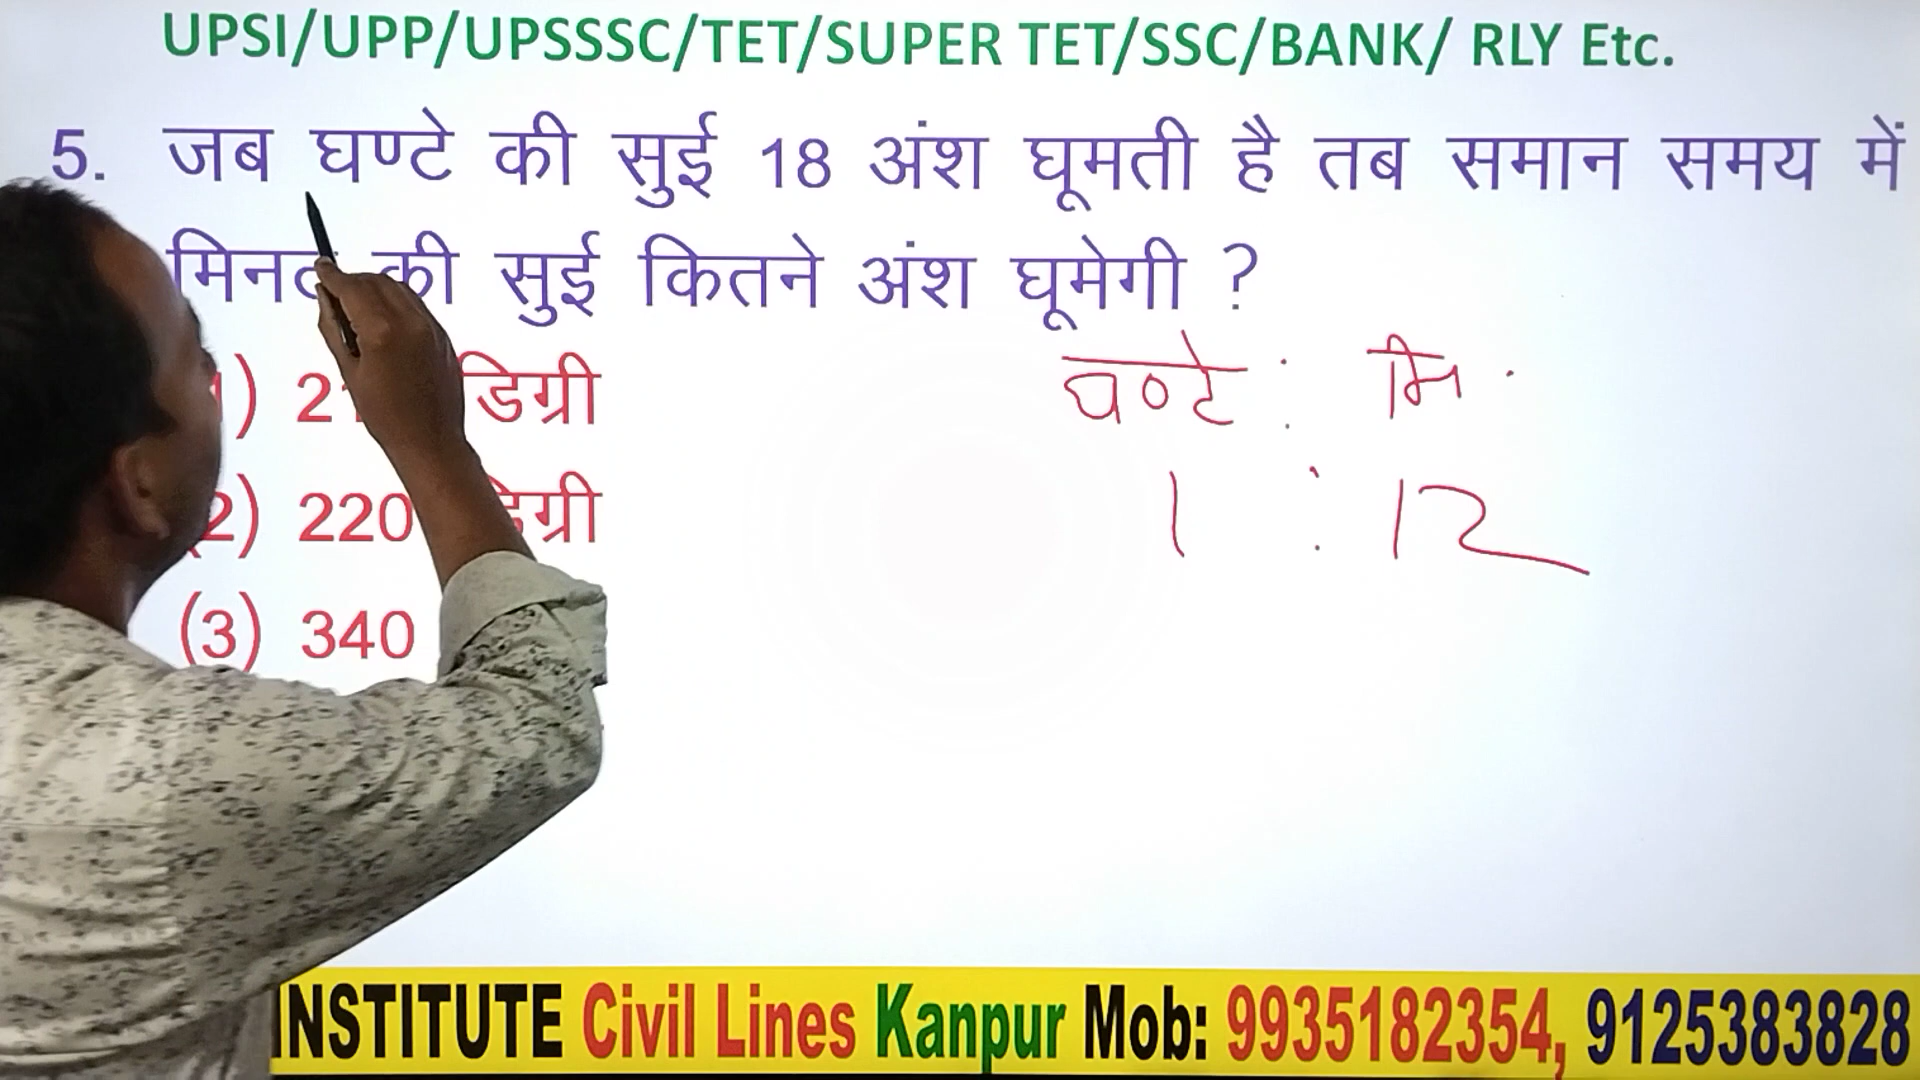 UPSI/UPP/UPSSSC/TET/SUPER TET/SSC/BANK/ RLY Etc.
5. जब घण्टे की सुई 18 अंश घूमती है तब समान समय में
की सुई कितने अंश घूमेगी ?
डिग्री
2) 220
(3) 340
घण्टे : मि .
1 : 12
INSTITUTE Civil Lines Kanpur Mob: 9935182354, 9125383828